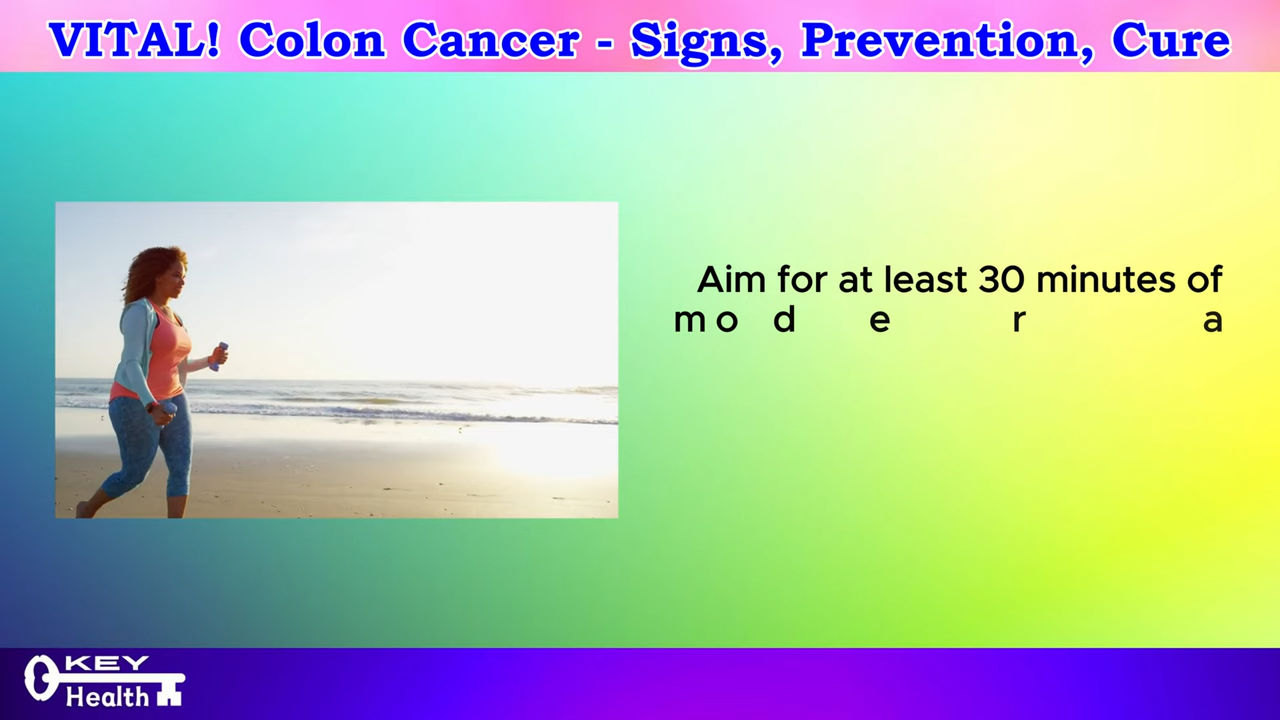 VITAL! Colon Cancer - Signs, Prevention, Cure
Aim for at least 30 minutes of
m o d e r a
KEY
Health